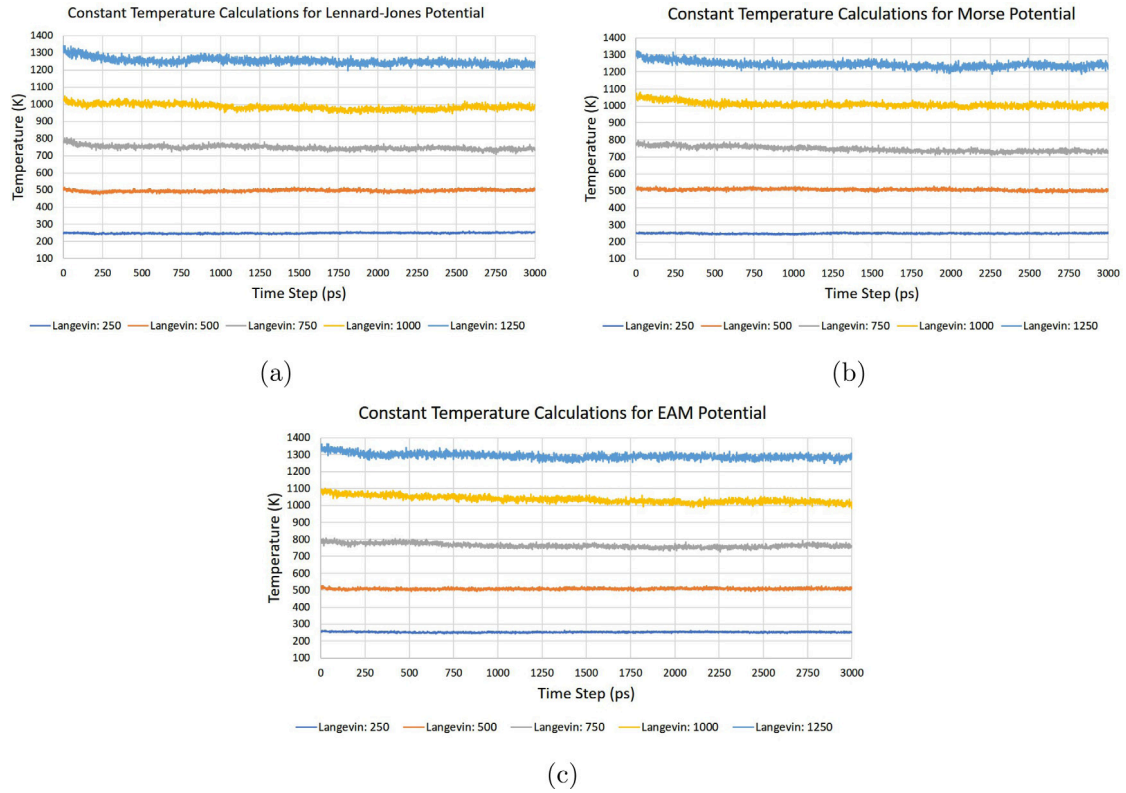 Constant Temperature Calculations for Lennard-Jones Potential
1400
1300
1200
1100
1000
900
800
700
600
500
400
300
200
100
Temperature (K)
0 250 500 750 1000 1250 1500 1750 2000 2250 2500 2750 3000
Time Step (ps)
Langevin: 250 Langevin: 500 Langevin: 750 Langevin: 1000 Langevin: 1250
(a)
Constant Temperature Calculations for Morse Potential
1400
1300
1200
1100
1000
900
800
700
600
500
400
300
200
100
Temperature (K)
0 250 500 750 1000 1250 1500 1750 2000 2250 2500 2750 3000
Time Step (ps)
Langevin: 250 Langevin: 500 Langevin: 750 Langevin: 1000 Langevin: 1250
(b)
Constant Temperature Calculations for EAM Potential
1400
1300
1200
1100
1000
900
800
700
600
500
400
300
200
100
Temperature (K)
0 250 500 750 1000 1250 1500 1750 2000 2250 2500 2750 3000
Time Step (ps)
Langevin: 250 Langevin: 500 Langevin: 750 Langevin: 1000 Langevin: 1250
(c)